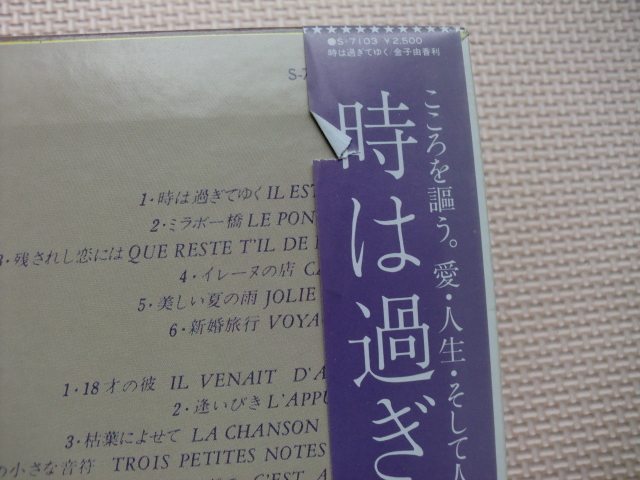 ●S-7103 ¥2,500
時は過ぎてゆく/金子由香利
こころを謳う。愛・人生・そして人
時は過ぎ
S-7
1・時は過ぎてゆく IL EST
2・ミラボー橋 LE PON
3・残されし恋には QUE RESTE T'IL DE
4・イレーヌの店 C
5・美しい夏の雨 JOLIE
6・新婚旅行 VOYA
1・18才の彼 IL VENAIT D'A
2・逢いびき L'APPU
3・枯葉によせて LA CHANSON
の小さな音符 TROIS PETITES NOTES
C'EST A